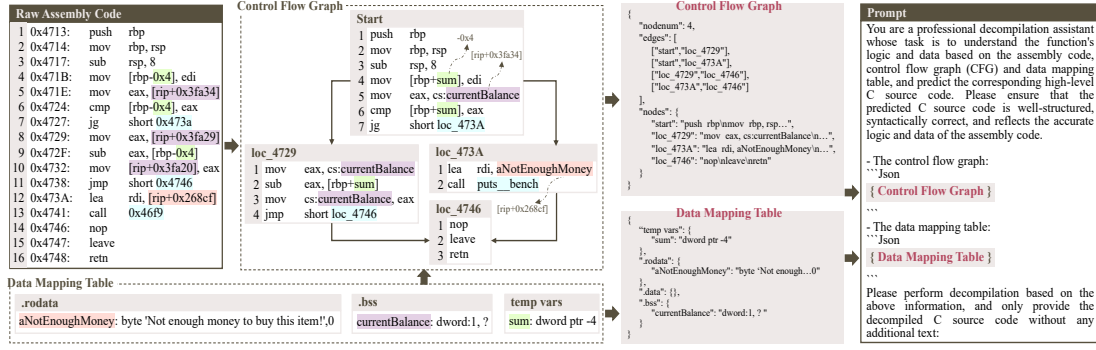 Raw Assembly Code
1 0x4713: push rbp
2 0x4714: mov rbp, rsp
3 0x4717: sub rsp, 8
4 0x471B: mov [rbp-0x4], edi
5 0x471E: mov eax, [rip+0x3fa34]
6 0x4724: cmp [rbp-0x4], eax
7 0x4727: jg short 0x473a
8 0x4729: mov eax, [rip+0x3fa29]
9 0x472F: sub eax, [rbp-0x4]
10 0x4732: mov [rip+0x3fa20], eax
11 0x4738: jmp short 0x4746
12 0x473A: lea rdi, [rip+0x268cf]
13 0x4741: call 0x46f9
14 0x4746: nop
15 0x4747: leave
16 0x4748: retn
Control Flow Graph
Start
1 push rbp
2 mov rbp, rsp
3 sub rsp, 8
4 mov [rbp+sum], edi
5 mov eax, cs:currentBalance
6 cmp [rbp+sum], eax
7 jg short loc_473A
-0x4
[rip+0x3fa34]
loc_4729
1 mov eax, cs:currentBalance
2 sub eax, [rbp+sum]
3 mov cs:currentBalance, eax
4 jmp short loc_4746
loc_473A
1 lea rdi, aNotEnoughMoney
2 call puts__bench
[rip+0x268cf]
loc_4746
1 nop
2 leave
3 retn
Data Mapping Table
.rodata
aNotEnoughMoney: byte 'Not enough money to buy this item!',0
.bss
currentBalance: dword:1, ?
temp vars
sum: dword ptr -4
Control Flow Graph
{
"nodenum": 4,
"edges": [
["start","loc_4729"],
["start","loc_473A"],
["loc_4729","loc_4746"],
["loc_473A","loc_4746"]
],
"nodes": {
"start": "push rbp\nmov rbp, rsp…",
"loc_4729": "mov eax, cs:currentBalance\n…",
"loc_473A": "lea rdi, aNotEnoughMoney\n…",
"loc_4746": "nop\nleave\nretn"
}
}
Data Mapping Table
{
"temp vars": {
"sum": "dword ptr -4"
},
".rodata": {
"aNotEnoughMoney": "byte 'Not enough…0"
},
".data": {},
".bss": {
"currentBalance": "dword:1, ? "
}
}
Prompt
You are a professional decompilation assistant
whose task is to understand the function's
logic and data based on the assembly code,
control flow graph (CFG) and data mapping
table, and predict the corresponding high-level
C source code. Please ensure that the
predicted C source code is well-structured,
syntactically correct, and reflects the accurate
logic and data of the assembly code.
- The control flow graph:
```Json
{ Control Flow Graph }
```
- The data mapping table:
```Json
{ Data Mapping Table }
```
Please perform decompilation based on the
above information, and only provide the
decompiled C source code without any
additional text: